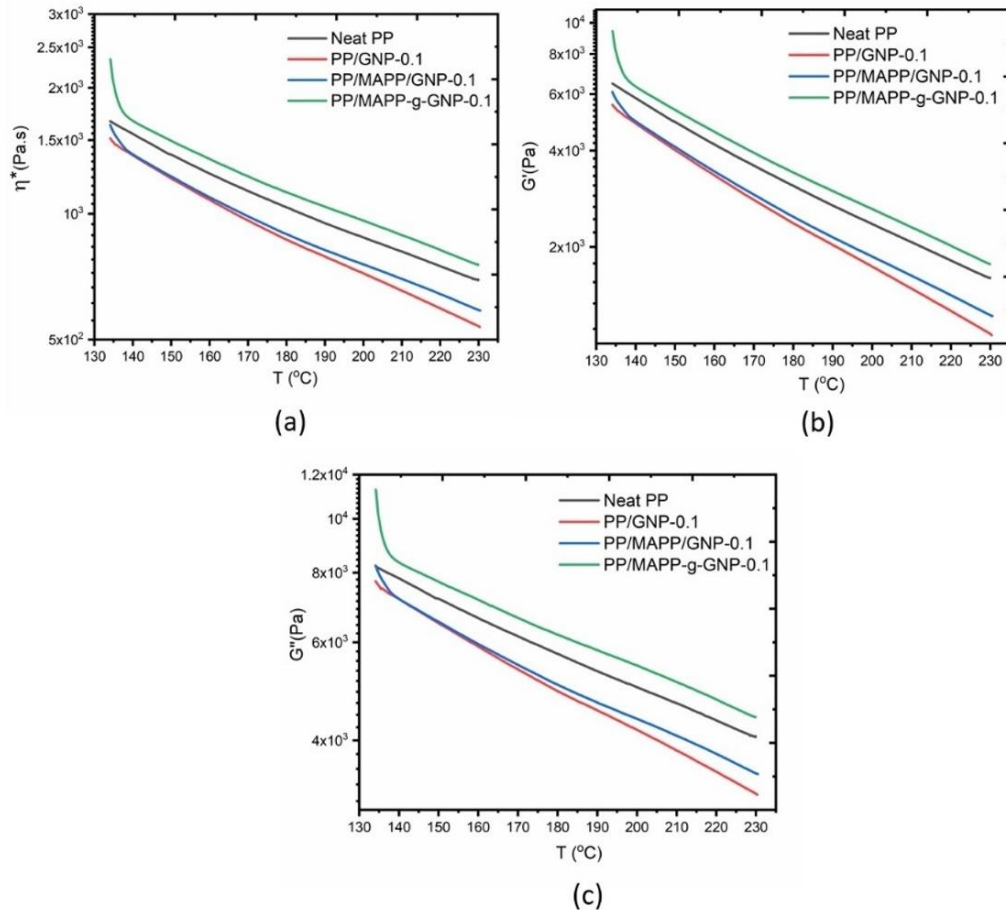 η*(Pa.s)
3x10³
2.5x10³
2x10³
1.5x10³
1x10³
5x10²
Neat PP
PP/GNP-0.1
PP/MAPP/GNP-0.1
PP/MAPP-g-GNP-0.1
130 140 150 160 170 180 190 200 210 220 230
T (°C)
(a)
G'(Pa)
10⁴
8x10³
6x10³
4x10³
2x10³
Neat PP
PP/GNP-0.1
PP/MAPP/GNP-0.1
PP/MAPP-g-GNP-0.1
130 140 150 160 170 180 190 200 210 220 230
T (°C)
(b)
G"(Pa)
1.2x10⁴
10⁴
8x10³
6x10³
4x10³
Neat PP
PP/GNP-0.1
PP/MAPP/GNP-0.1
PP/MAPP-g-GNP-0.1
130 140 150 160 170 180 190 200 210 220 230
T (°C)
(c)